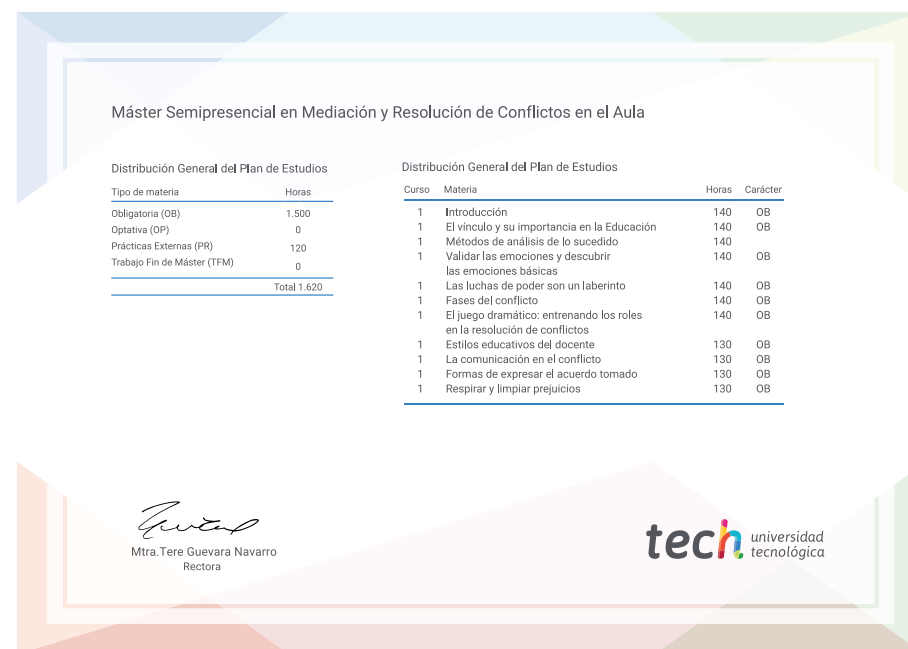 Máster Semipresencial en Mediación y Resolución de Conflictos en el Aula
Distribución General del Plan de Estudios
Tipo de materia Horas
Obligatoria (OB) 1.500
Optativa (OP) 0
Prácticas Externas (PR) 120
Trabajo Fin de Máster (TFM) 0
Total 1.620
Distribución General del Plan de Estudios
Curso Materia Horas Carácter
1 Introducción 140 OB
1 El vínculo y su importancia en la Educación 140 OB
1 Métodos de análisis de lo sucedido 140
1 Validar las emociones y descubrir 140 OB
las emociones básicas
1 Las luchas de poder son un laberinto 140 OB
1 Fases del conflicto 140 OB
1 El juego dramático: entrenando los roles 140 OB
en la resolución de conflictos
1 Estilos educativos del docente 130 OB
1 La comunicación en el conflicto 130 OB
1 Formas de expresar el acuerdo tomado 130 OB
1 Respirar y limpiar prejuicios 130 OB
Mtra.Tere Guevara Navarro
Rectora
tech universidad
tecnológica